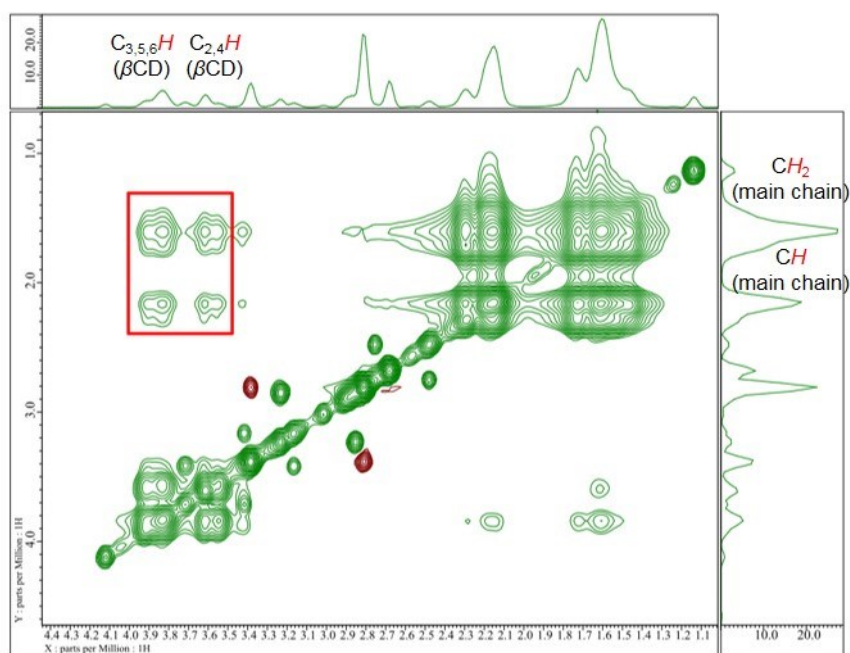 20.0
10.0
C3,5,6H C2,4H
(βCD) (βCD)
1.0
2.0
3.0
4.0
Y : parts per Million : 1H
CH2
(main chain)
CH
(main chain)
4.4 4.3 4.2 4.1 4.0 3.9 3.8 3.7 3.6 3.5 3.4 3.3 3.2 3.1 3.0 2.9 2.8 2.7 2.6 2.5 2.4 2.3 2.2 2.1 2.0 1.9 1.8 1.7 1.6 1.5 1.4 1.3 1.2 1.1
X : parts per Million : 1H
10.0 20.0